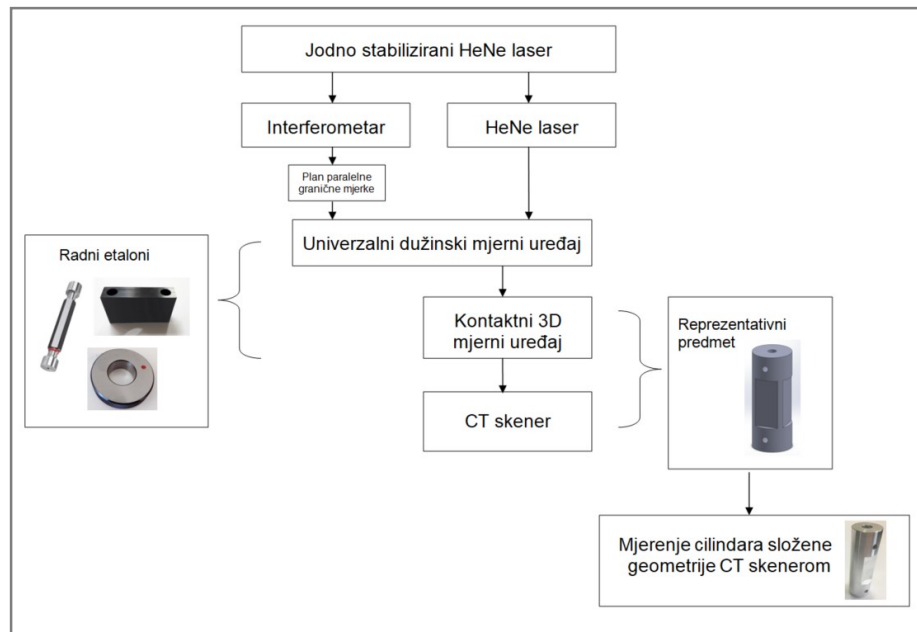 Jodno stabilizirani HeNe laser
Interferometar
HeNe laser
Plan paralelne
granične mjerke
Univerzalni dužinski mjerni uređaj
Radni etaloni
Kontaktni 3D
mjerni uređaj
Reprezentativni
predmet
CT skener
Mjerenje cilindara složene
geometrije CT skenerom